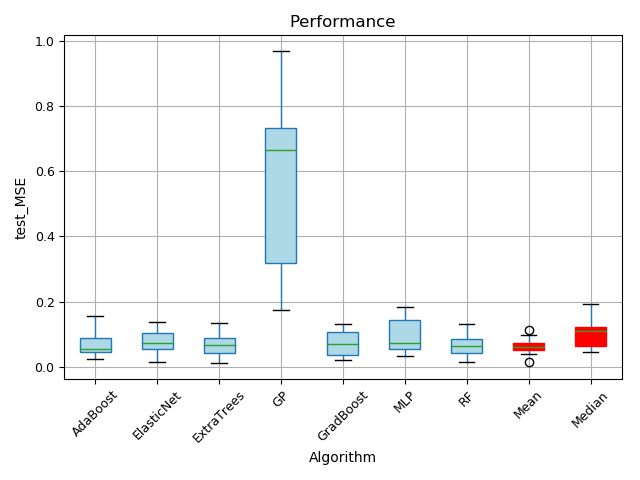 Performance
test_MSE
1.0
0.8
0.6
0.4
0.2
0.0
AdaBoost
ElasticNet
ExtraTrees
GP
GradBoost
MLP
RF
Mean
Median
Algorithm